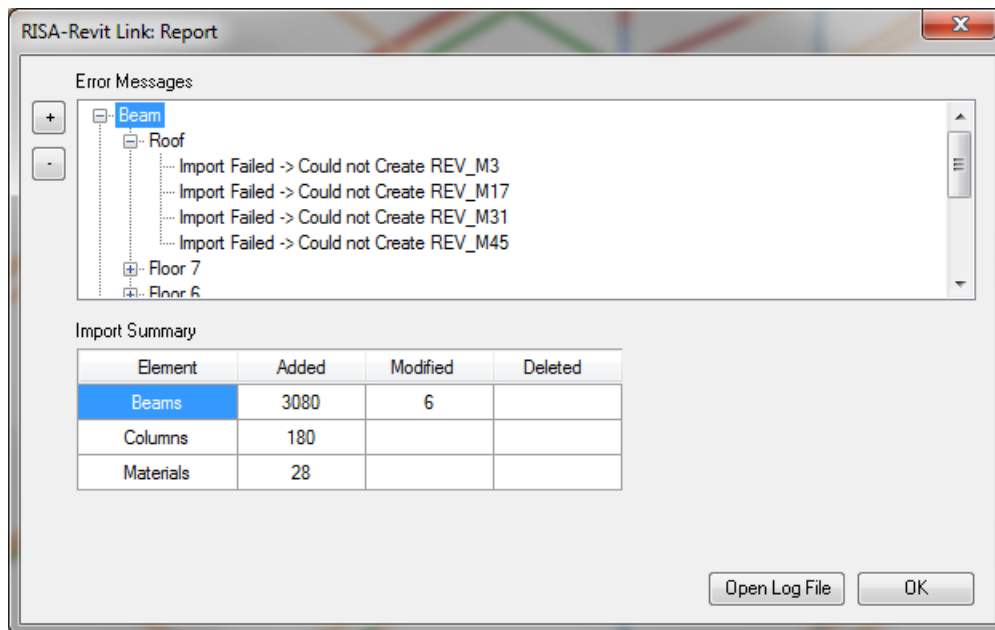 RISA-Revit Link: Report
Error Messages
+
-
Beam
Roof
Import Failed -> Could not Create REV_M3
Import Failed -> Could not Create REV_M17
Import Failed -> Could not Create REV_M31
Import Failed -> Could not Create REV_M45
Floor 7
Floor 6
Import Summary
Element Added Modified Deleted
Beams 3080 6
Columns 180
Materials 28
Open Log File OK